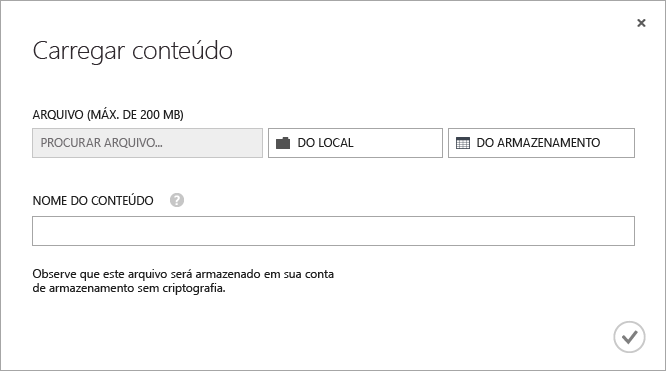 Carregar conteúdo
ARQUIVO (MÁX. DE 200 MB)
PROCURAR ARQUIVO... DO LOCAL DO ARMAZENAMENTO
NOME DO CONTEÚDO ?
Observe que este arquivo será armazenado em sua conta
de armazenamento sem criptografia.